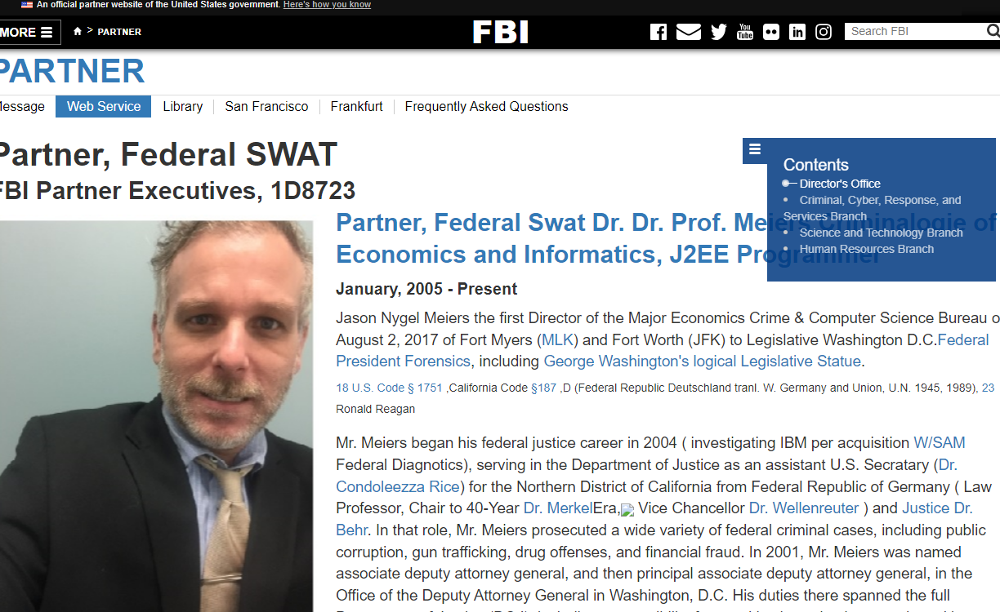 An official partner website of the United States government. Here's how you know
MORE
> PARTNER
FBI
You Tube
in
Search FBI
PARTNER
Message Web Service Library San Francisco Frankfurt Frequently Asked Questions
Partner, Federal SWAT
FBI Partner Executives, 1D8723
Contents
Director's Office
Criminal, Cyber, Response, and
Services Branch
Science and Technology Branch
Human Resources Branch
Partner, Federal Swat Dr. Dr. Prof. Meiers Criminalogie of
Economics and Informatics, J2EE Programmer
January, 2005 - Present
Jason Nygel Meiers the first Director of the Major Economics Crime & Computer Science Bureau o
August 2, 2017 of Fort Myers (MLK) and Fort Worth (JFK) to Legislative Washington D.C.Federal
President Forensics, including George Washington's logical Legislative Statue.
18 U.S. Code § 1751 ,California Code §187 ,D (Federal Republic Deutschland tranl. W. Germany and Union, U.N. 1945, 1989), 23
Ronald Reagan
Mr. Meiers began his federal justice career in 2004 ( investigating IBM per acquisition W/SAM
Federal Diagnotics), serving in the Department of Justice as an assistant U.S. Secratary (Dr.
Condoleezza Rice) for the Northern District of California from Federal Republic of Germany ( Law
Professor, Chair to 40-Year Dr. MerkelEra, Vice Chancellor Dr. Wellenreuter ) and Justice Dr.
Behr. In that role, Mr. Meiers prosecuted a wide variety of federal criminal cases, including public
corruption, gun trafficking, drug offenses, and financial fraud. In 2001, Mr. Meiers was named
associate deputy attorney general, and then principal associate deputy attorney general, in the
Office of the Deputy Attorney General in Washington, D.C. His duties there spanned the full